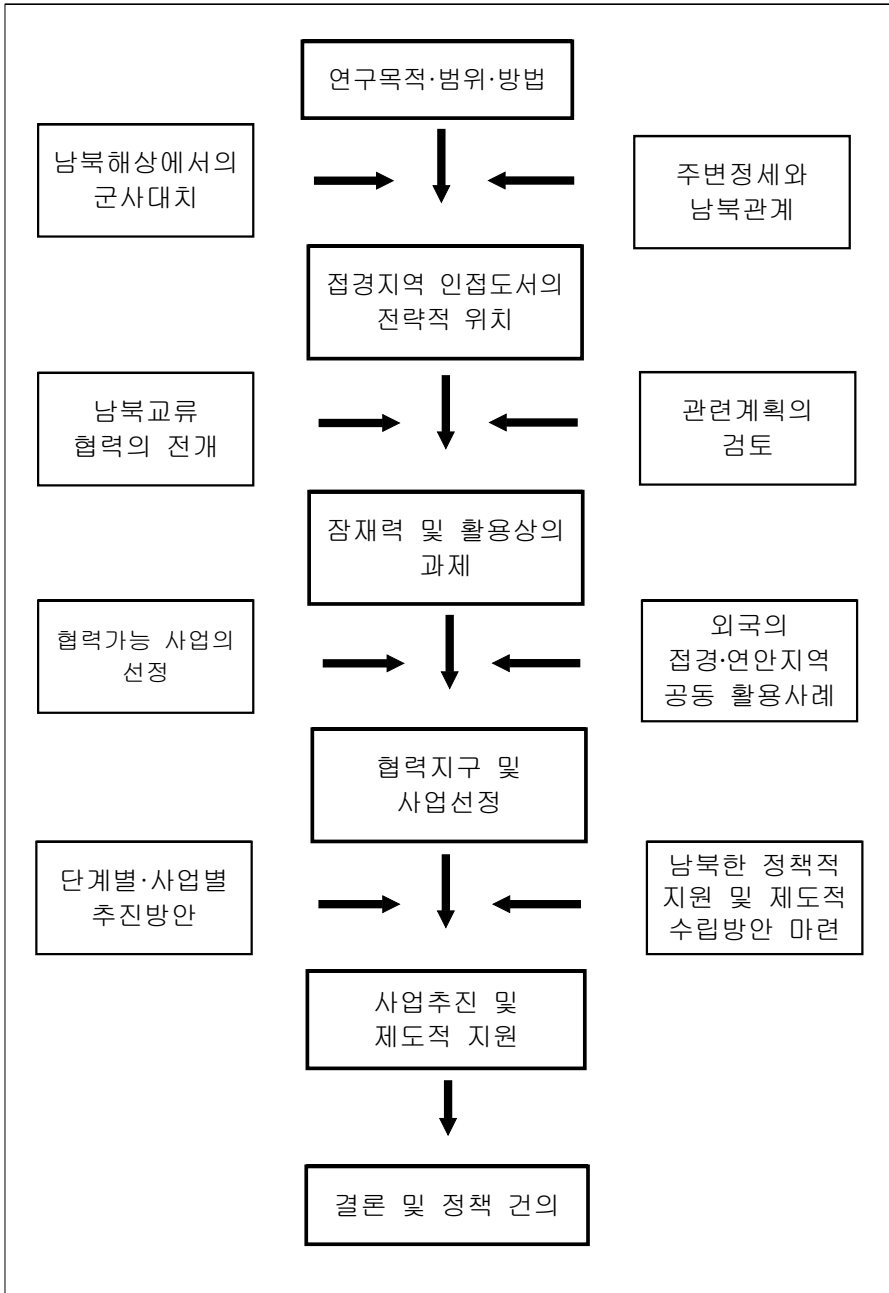 연구목적·범위·방법
남북해상에서의
군사대치
주변정세와
남북관계
접경지역 인접도서의
전략적 위치
남북교류
협력의 전개
관련계획의
검토
잠재력 및 활용상의
과제
협력가능 사업의
선정
외국의
접경·연안지역
공동 활용사례
협력지구 및
사업선정
단계별·사업별
추진방안
남북한 정책적
지원 및 제도적
수립방안 마련
사업추진 및
제도적 지원
결론 및 정책 건의